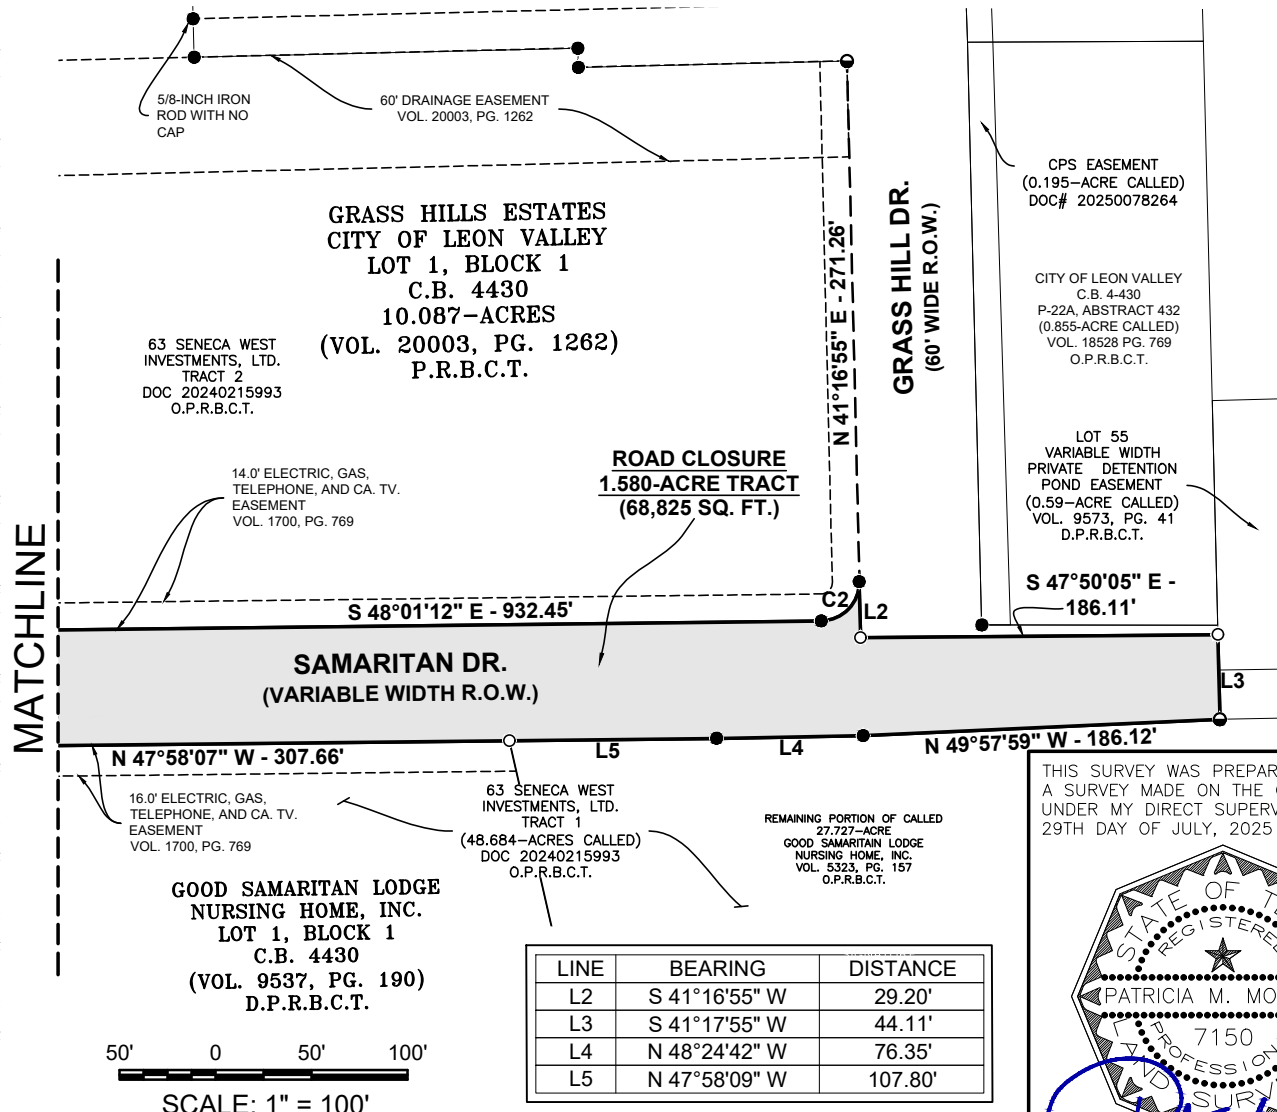 5/8-INCH IRON
ROD WITH NO
CAP
60' DRAINAGE EASEMENT
VOL. 20003, PG. 1262
GRASS HILLS ESTATES
CITY OF LEON VALLEY
LOT 1, BLOCK 1
C.B. 4430
10.087-ACRES
(VOL. 20003, PG. 1262)
P.R.B.C.T.
63 SENECA WEST
INVESTMENTS, LTD.
TRACT 2
DOC 20240215993
O.P.R.B.C.T.
N 41°16'55" E - 271.26'
GRASS HILL DR.
(60' WIDE R.O.W.)
CPS EASEMENT
(0.195-ACRE CALLED)
DOC# 20250078264
CITY OF LEON VALLEY
C.B. 4-430
P-22A, ABSTRACT 432
(0.855-ACRE CALLED)
VOL. 18528 PG. 769
O.P.R.B.C.T.
LOT 55
VARIABLE WIDTH
PRIVATE DETENTION
POND EASEMENT
(0.59-ACRE CALLED)
VOL. 9573, PG. 41
D.P.R.B.C.T.
14.0' ELECTRIC, GAS,
TELEPHONE, AND CA. TV.
EASEMENT
VOL. 1700, PG. 769
ROAD CLOSURE
1.580-ACRE TRACT
(68,825 SQ. FT.)
MATCHLINE
S 48°01'12" E - 932.45'
C2
L2
S 47°50'05" E -
186.11'
SAMARITAN DR.
(VARIABLE WIDTH R.O.W.)
L3
N 47°58'07" W - 307.66'
L5
L4
N 49°57'59" W - 186.12'
16.0' ELECTRIC, GAS,
TELEPHONE, AND CA. TV.
EASEMENT
VOL. 1700, PG. 769
63 SENECA WEST
INVESTMENTS, LTD.
TRACT 1
(48.684-ACRES CALLED)
DOC 20240215993
O.P.R.B.C.T.
REMAINING PORTION OF CALLED
27.727-ACRE
GOOD SAMARITAIN LODGE
NURSING HOME, INC.
VOL. 5323, PG. 157
O.P.R.B.C.T.
THIS SURVEY WAS PREPAR
A SURVEY MADE ON THE
UNDER MY DIRECT SUPERV
29TH DAY OF JULY, 2025
GOOD SAMARITAN LODGE
NURSING HOME, INC.
LOT 1, BLOCK 1
C.B. 4430
(VOL. 9537, PG. 190)
D.P.R.B.C.T.
LINE BEARING DISTANCE
L2 S 41°16'55" W 29.20'
L3 S 41°17'55" W 44.11'
L4 N 48°24'42" W 76.35'
L5 N 47°58'09" W 107.80'
STATE OF T
REGISTERE
PATRICIA M. MO
7150
PROFESSION
LAND SURV
50' 0 50' 100'
SCALE: 1" = 100'